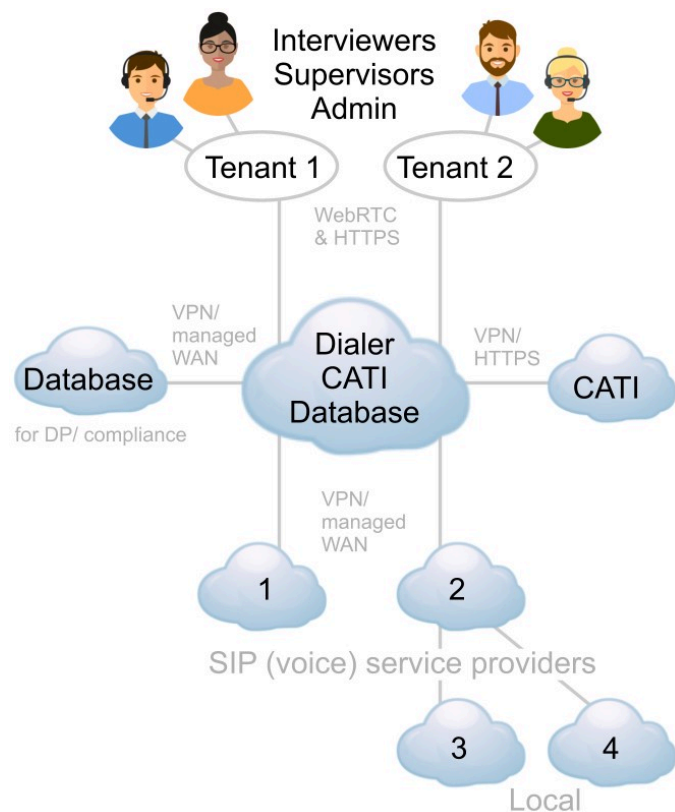 Interviewers
Supervisors
Admin
Tenant 1
Tenant 2
WebRTC
& HTTPS
VPN/
managed
WAN
VPN/
HTTPS
Database
for DP/ compliance
Dialer
CATI
Database
CATI
VPN/
managed
WAN
1
2
SIP (voice) service providers
3
4
Local